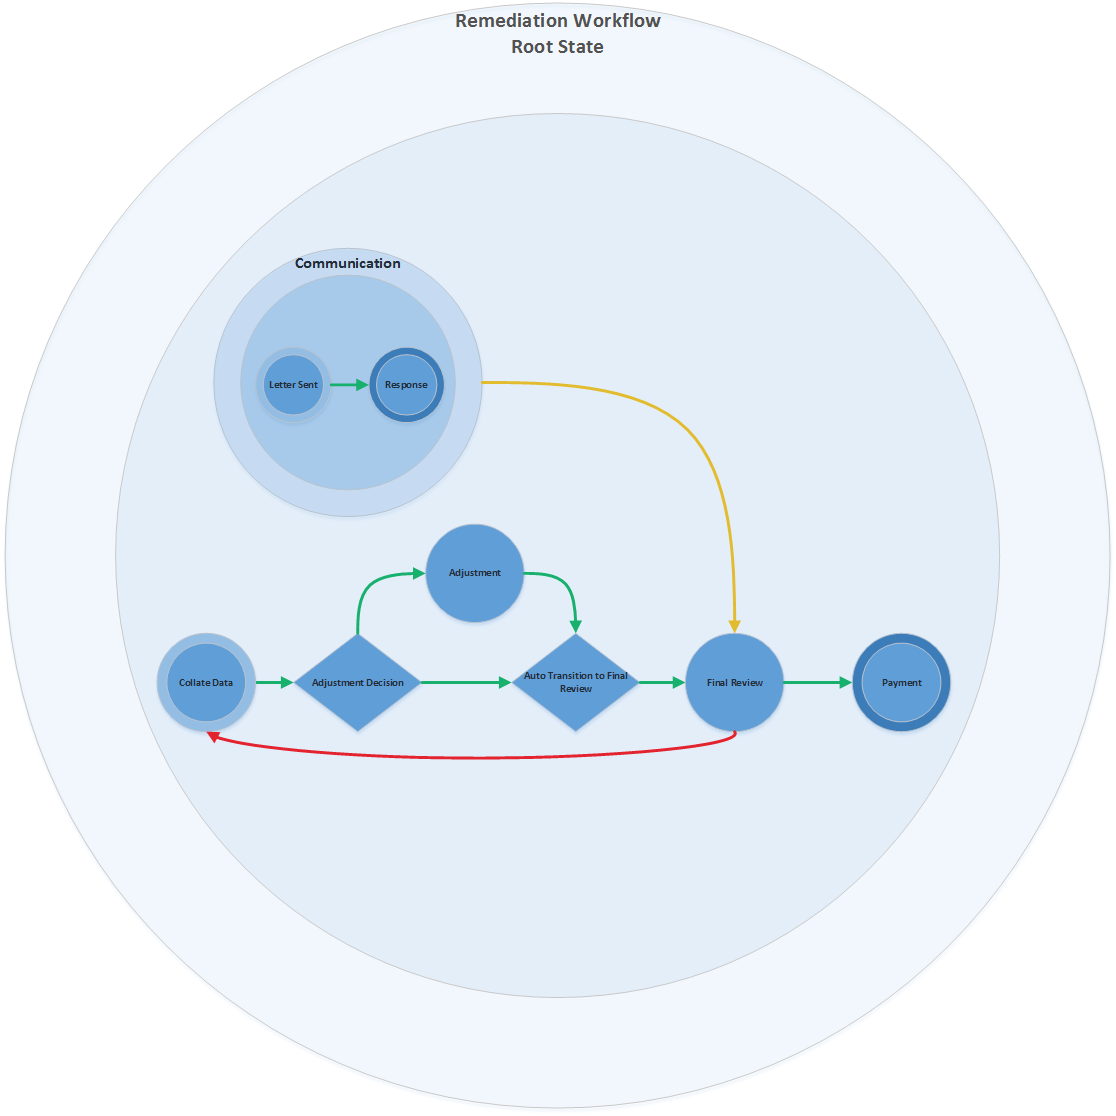 Remediation Workflow
Root State
Communication
Letter Sent
Response
Adjustment
Collate Data
Adjustment Decision
Auto Transition to Final
Review
Final Review
Payment